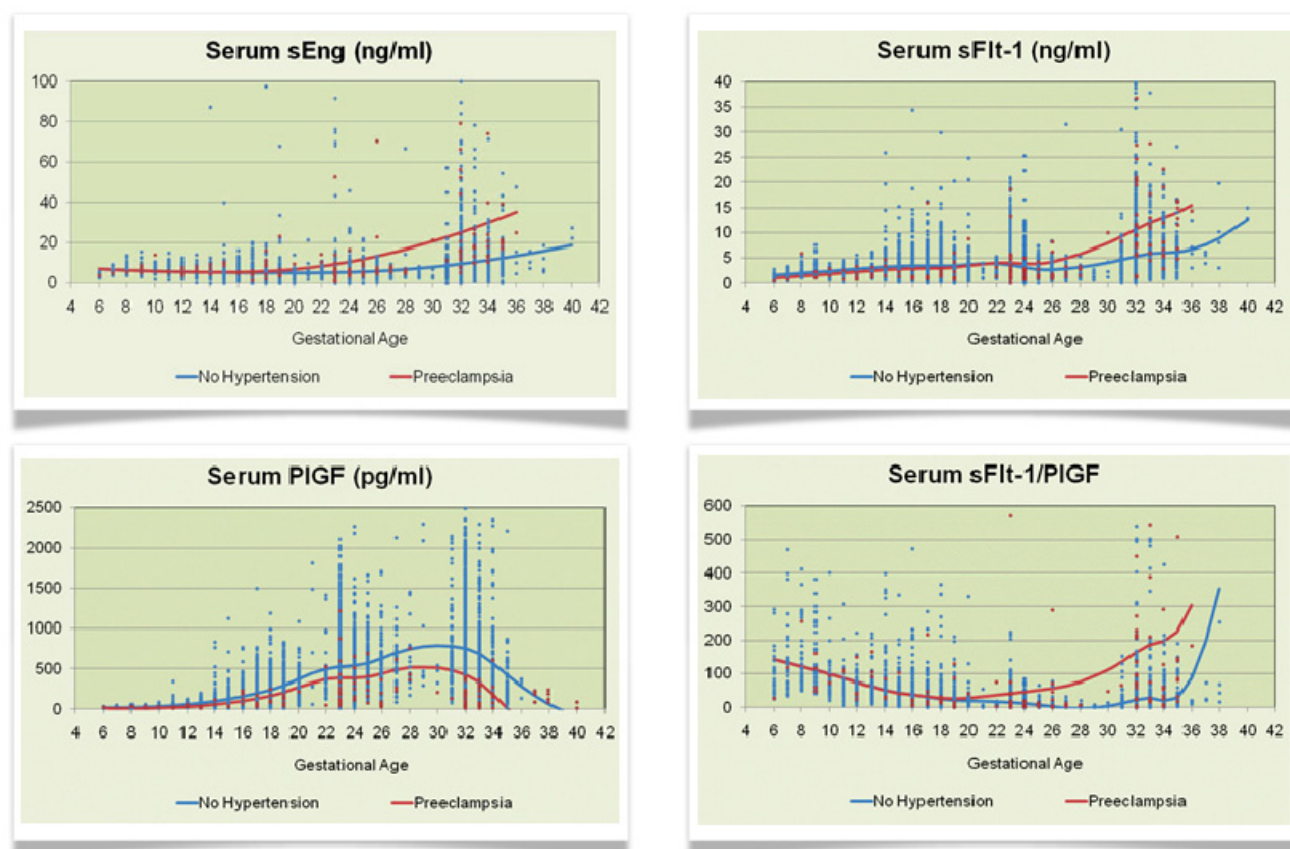 Serum sEng (ng/ml)
100
80
60
40
20
0
4 6 8 10 12 14 16 18 20 22 24 26 28 30 32 34 36 38 40 42
Gestational Age
No Hypertension Preeclampsia
Serum sFlt-1 (ng/ml)
40
35
30
25
20
15
10
5
0
4 6 8 10 12 14 16 18 20 22 24 26 28 30 32 34 36 38 40 42
Gestational Age
No Hypertension Preeclampsia
Serum PlGF (pg/ml)
2500
2000
1500
1000
500
0
4 6 8 10 12 14 16 18 20 22 24 26 28 30 32 34 36 38 40 42
Gestational Age
No Hypertension Preeclampsia
Serum sFlt-1/PlGF
600
500
400
300
200
100
0
4 6 8 10 12 14 16 18 20 22 24 26 28 30 32 34 36 38 40 42
Gestational Age
No Hypertension Preeclampsia